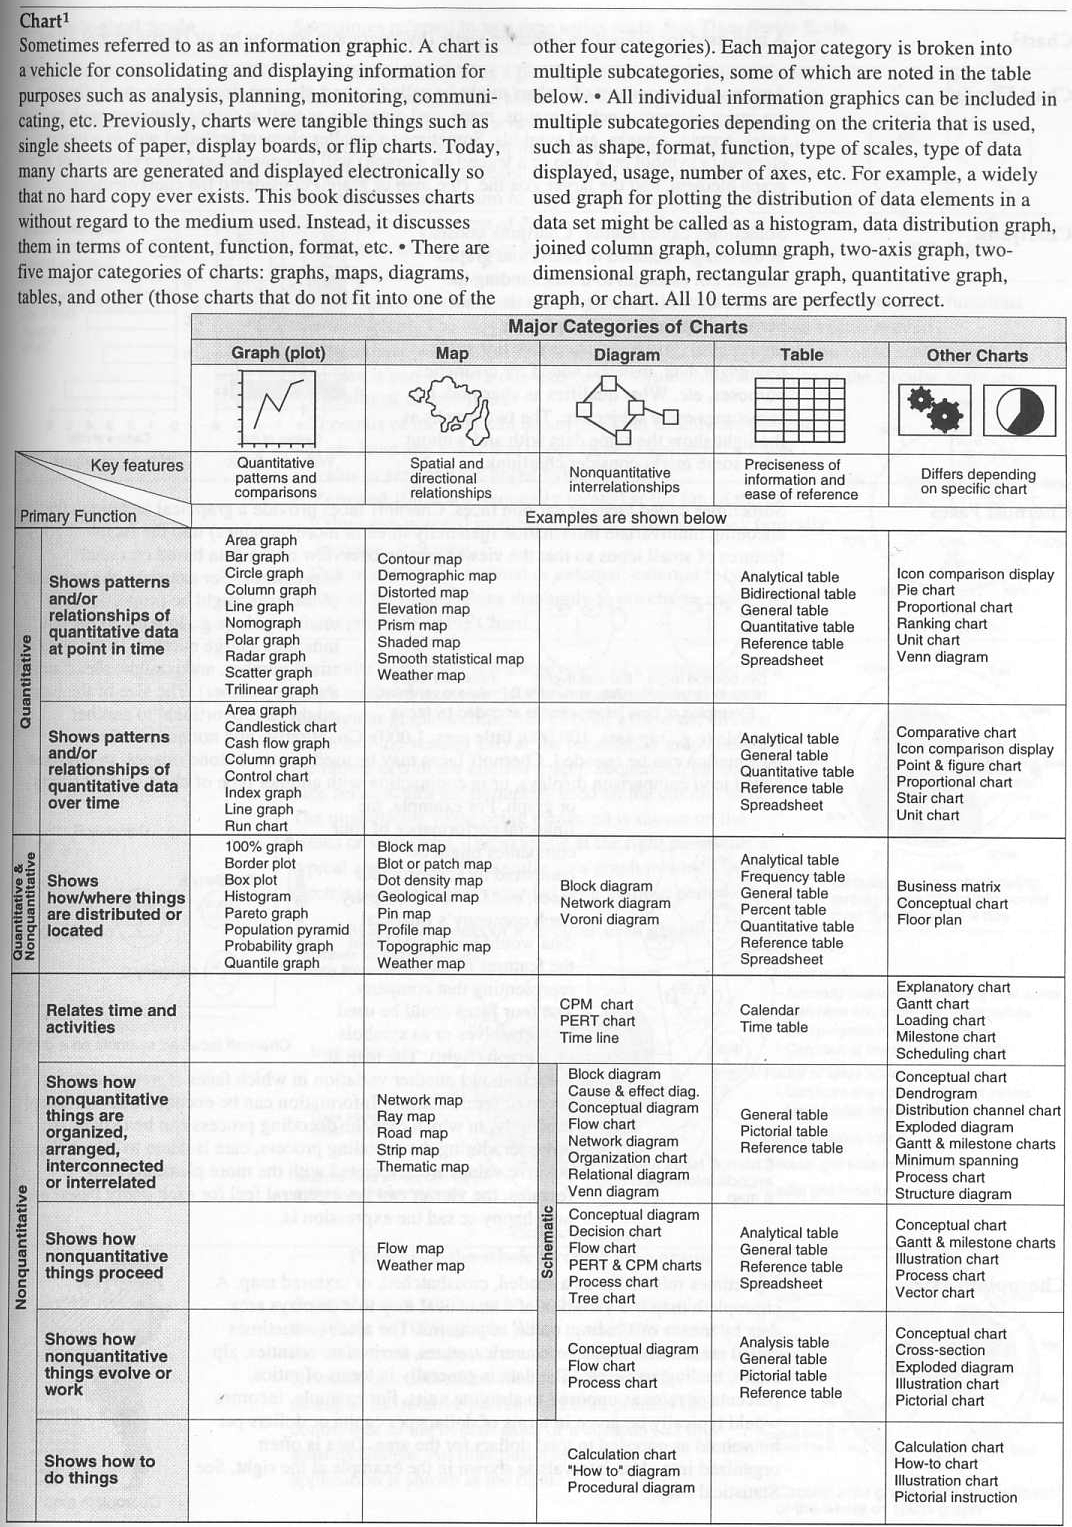 Chart¹
Sometimes referred to as an information graphic. A chart is
a vehicle for consolidating and displaying information for
purposes such as analysis, planning, monitoring, communi-
cating, etc. Previously, charts were tangible things such as
single sheets of paper, display boards, or flip charts. Today,
many charts are generated and displayed electronically so
that no hard copy ever exists. This book discusses charts
without regard to the medium used. Instead, it discusses
them in terms of content, function, format, etc. • There are
five major categories of charts: graphs, maps, diagrams,
tables, and other (those charts that do not fit into one of the
other four categories). Each major category is broken into
multiple subcategories, some of which are noted in the table
below. • All individual information graphics can be included in
multiple subcategories depending on the criteria that is used,
such as shape, format, function, type of scales, type of data
displayed, usage, number of axes, etc. For example, a widely
used graph for plotting the distribution of data elements in a
data set might be called as a histogram, data distribution graph,
joined column graph, column graph, two-axis graph, two-
dimensional graph, rectangular graph, quantitative graph,
graph, or chart. All 10 terms are perfectly correct.
Major Categories of Charts
Graph (plot)
Map
Diagram
Table
Other Charts
Key features
Primary Function
Quantitative
patterns and
comparisons
Spatial and
directional
relationships
Nonquantitative
interrelationships
Preciseness of
information and
ease of reference
Differs depending
on specific chart
Examples are shown below
Quantitative
Shows patterns
and/or
relationships of
quantitative data
at point in time
Area graph
Bar graph
Circle graph
Column graph
Line graph
Nomograph
Polar graph
Radar graph
Scatter graph
Trilinear graph
Contour map
Demographic map
Distorted map
Elevation map
Prism map
Shaded map
Smooth statistical map
Weather map
Analytical table
Bidirectional table
General table
Quantitative table
Reference table
Spreadsheet
Icon comparison display
Pie chart
Proportional chart
Ranking chart
Unit chart
Venn diagram
Shows patterns
and/or
relationships of
quantitative data
over time
Area graph
Candlestick chart
Cash flow graph
Column graph
Control chart
Index graph
Line graph
Run chart
Analytical table
General table
Quantitative table
Reference table
Spreadsheet
Comparative chart
Icon comparison display
Point & figure chart
Proportional chart
Stair chart
Unit chart
Quantitative &
Nonquantitative
Shows
how/where things
are distributed or
located
100% graph
Border plot
Box plot
Histogram
Pareto graph
Population pyramid
Probability graph
Quantile graph
Block map
Blot or patch map
Dot density map
Geological map
Pin map
Profile map
Topographic map
Weather map
Block diagram
Network diagram
Voroni diagram
Analytical table
Frequency table
General table
Percent table
Quantitative table
Reference table
Spreadsheet
Business matrix
Conceptual chart
Floor plan
Nonquantitative
Relates time and
activities
CPM chart
PERT chart
Time line
Calendar
Time table
Explanatory chart
Gantt chart
Loading chart
Milestone chart
Scheduling chart
Shows how
nonquantitative
things are
organized,
arranged,
interconnected
or interrelated
Network map
Ray map
Road map
Strip map
Thematic map
Schematic
Block diagram
Cause & effect diag.
Conceptual diagram
Flow chart
Network diagram
Organization chart
Relational diagram
Venn diagram
General table
Pictorial table
Reference table
Conceptual chart
Dendrogram
Distribution channel chart
Exploded diagram
Gantt & milestone charts
Minimum spanning
Process chart
Structure diagram
Shows how
nonquantitative
things proceed
Flow map
Weather map
Conceptual diagram
Decision chart
Flow chart
PERT & CPM charts
Process chart
Tree chart
Analytical table
General table
Reference table
Spreadsheet
Conceptual chart
Gantt & milestone charts
Illustration chart
Process chart
Vector chart
Shows how
nonquantitative
things evolve or
work
Conceptual diagram
Flow chart
Process chart
Analysis table
General table
Pictorial table
Reference table
Conceptual chart
Cross-section
Exploded diagram
Illustration chart
Pictorial chart
Shows how to
do things
Calculation chart
"How to" diagram
Procedural diagram
Calculation chart
How-to chart
Illustration chart
Pictorial instruction